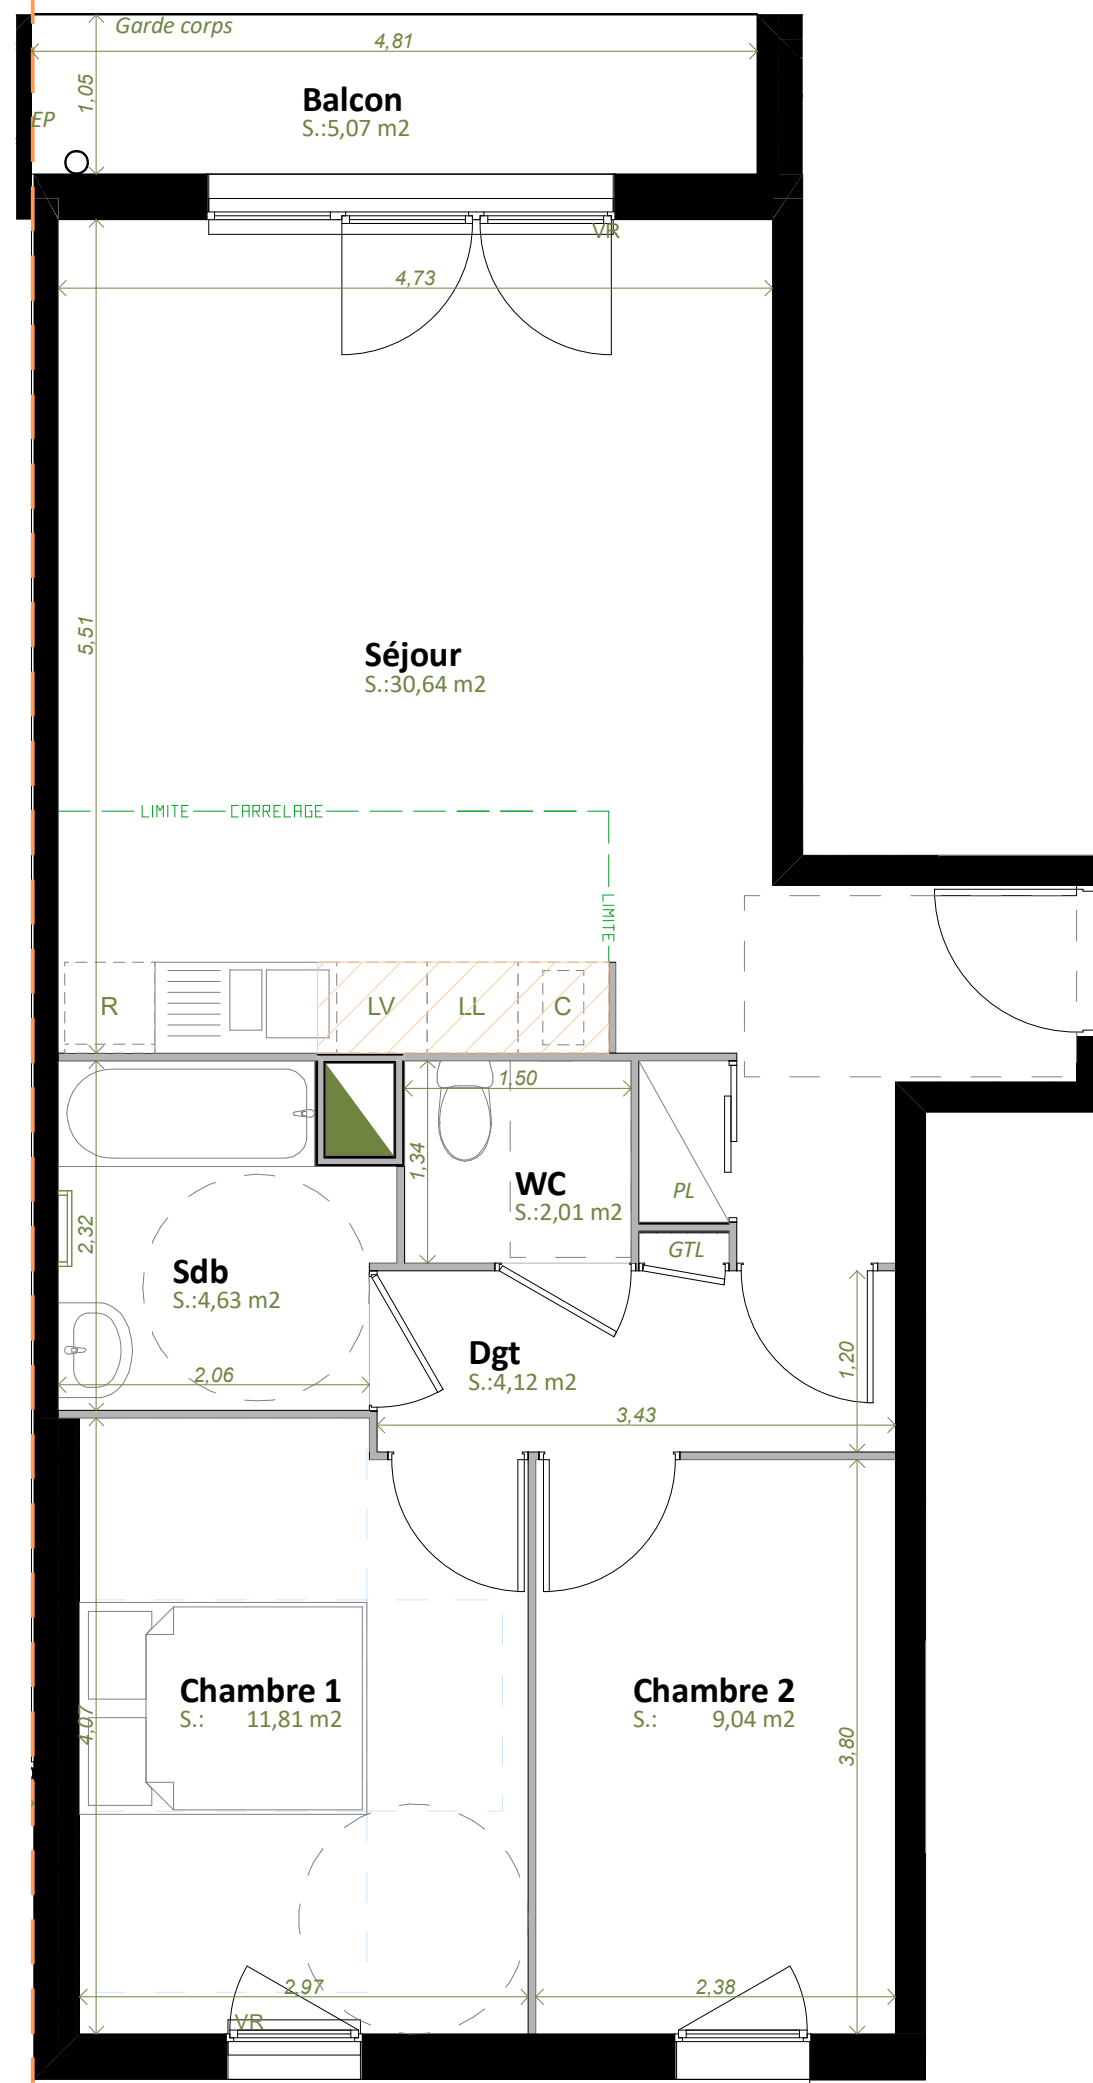 Garde corps
4,81
1,05
Balcon
S.:5,07 m2
EP
VR
4,73
5,51
Séjour
S.:30,64 m2
LIMITE CARRELAGE
LIMITE
R
LV
LL
C
1,50
1,34
WC
S.:2,01 m2
PL
GTL
2,32
Sdb
S.:4,63 m2
2,06
Dgt
S.:4,12 m2
1,20
3,43
Chambre 1
S.: 11,81 m2
4,07
Chambre 2
S.: 9,04 m2
3,80
2,97
2,38
VR